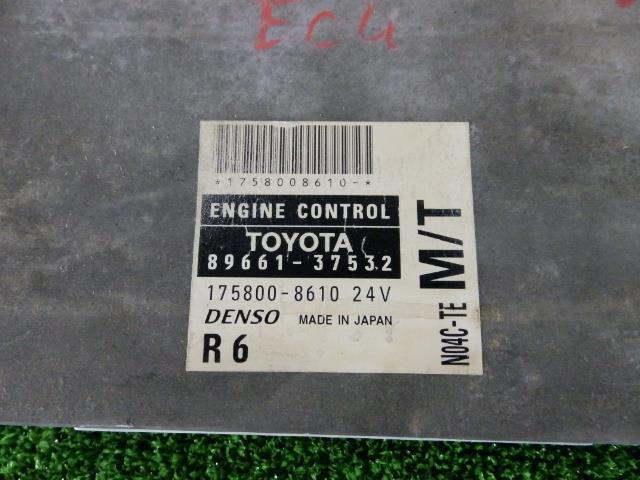 ECU
*1758008610-*
ENGINE CONTROL
TOYOTA
89661-37532
175800-8610 24V
DENSO MADE IN JAPAN
R6
N04C-TE M/T